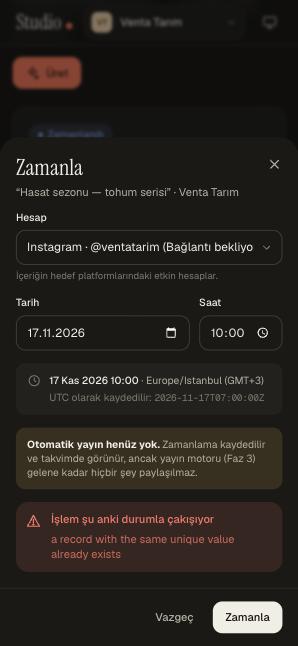 Studio
VT Venta Tarım
Üret
Zamanlandı
Zamanla
“Hasat sezonu — tohum serisi” · Venta Tarım
Hesap
Instagram · @ventatarim (Bağlantı bekliyo
İçeriğin hedef platformlarındaki etkin hesaplar.
Tarih Saat
17.11.2026 10:00
17 Kas 2026 10:00 · Europe/Istanbul (GMT+3)
UTC olarak kaydedilir: 2026-11-17T07:00:00Z
Otomatik yayın henüz yok. Zamanlama kaydedilir
ve takvimde görünür, ancak yayın motoru (Faz 3)
gelene kadar hiçbir şey paylaşılmaz.
İşlem şu anki durumla çakışıyor
a record with the same unique value
already exists
Vazgeç Zamanla